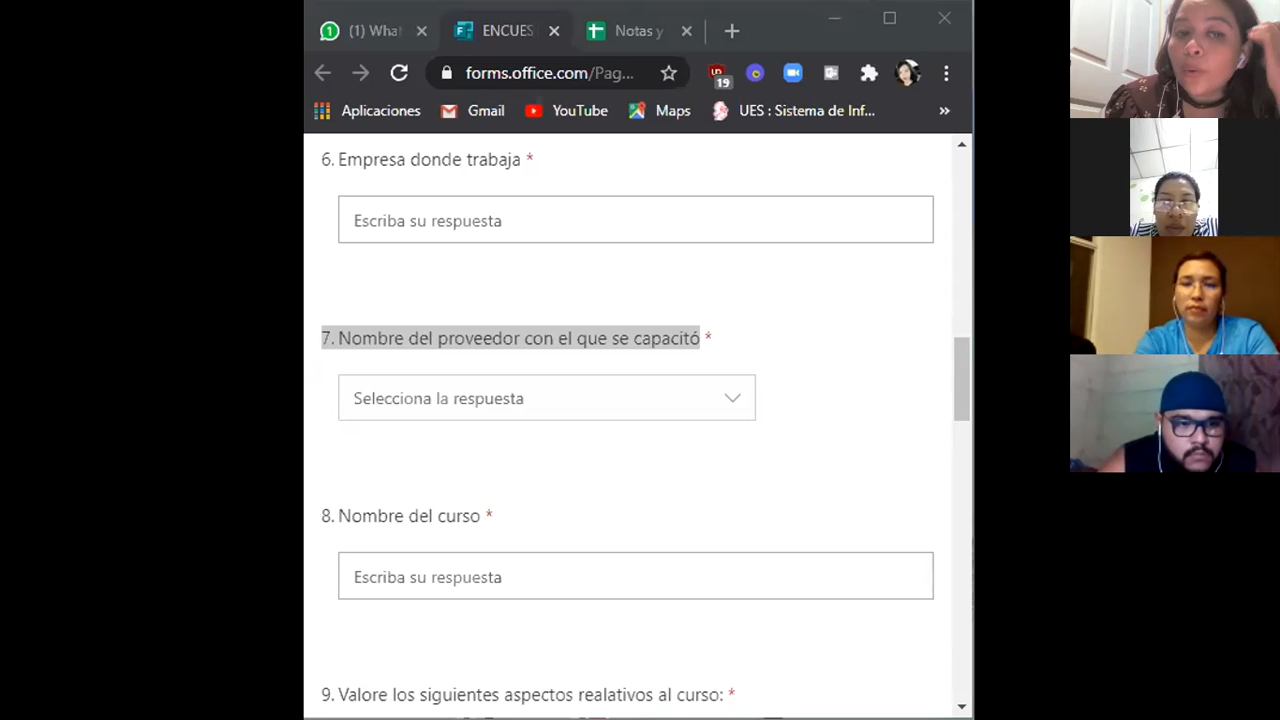 (1) Wha
ENCUES
Notas y
forms.office.com/Pag...
19
Aplicaciones
Gmail
YouTube
Maps
UES : Sistema de Inf...
»
6. Empresa donde trabaja *
Escriba su respuesta
7. Nombre del proveedor con el que se capacitó *
Selecciona la respuesta
8. Nombre del curso *
Escriba su respuesta
9. Valore los siguientes aspectos realativos al curso: *